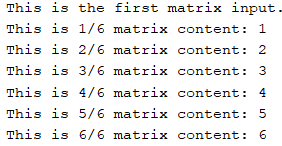 This is the first matrix input.
This is 1/6 matrix content: 1
This is 2/6 matrix content: 2
This is 3/6 matrix content: 3
This is 4/6 matrix content: 4
This is 5/6 matrix content: 5
This is 6/6 matrix content: 6